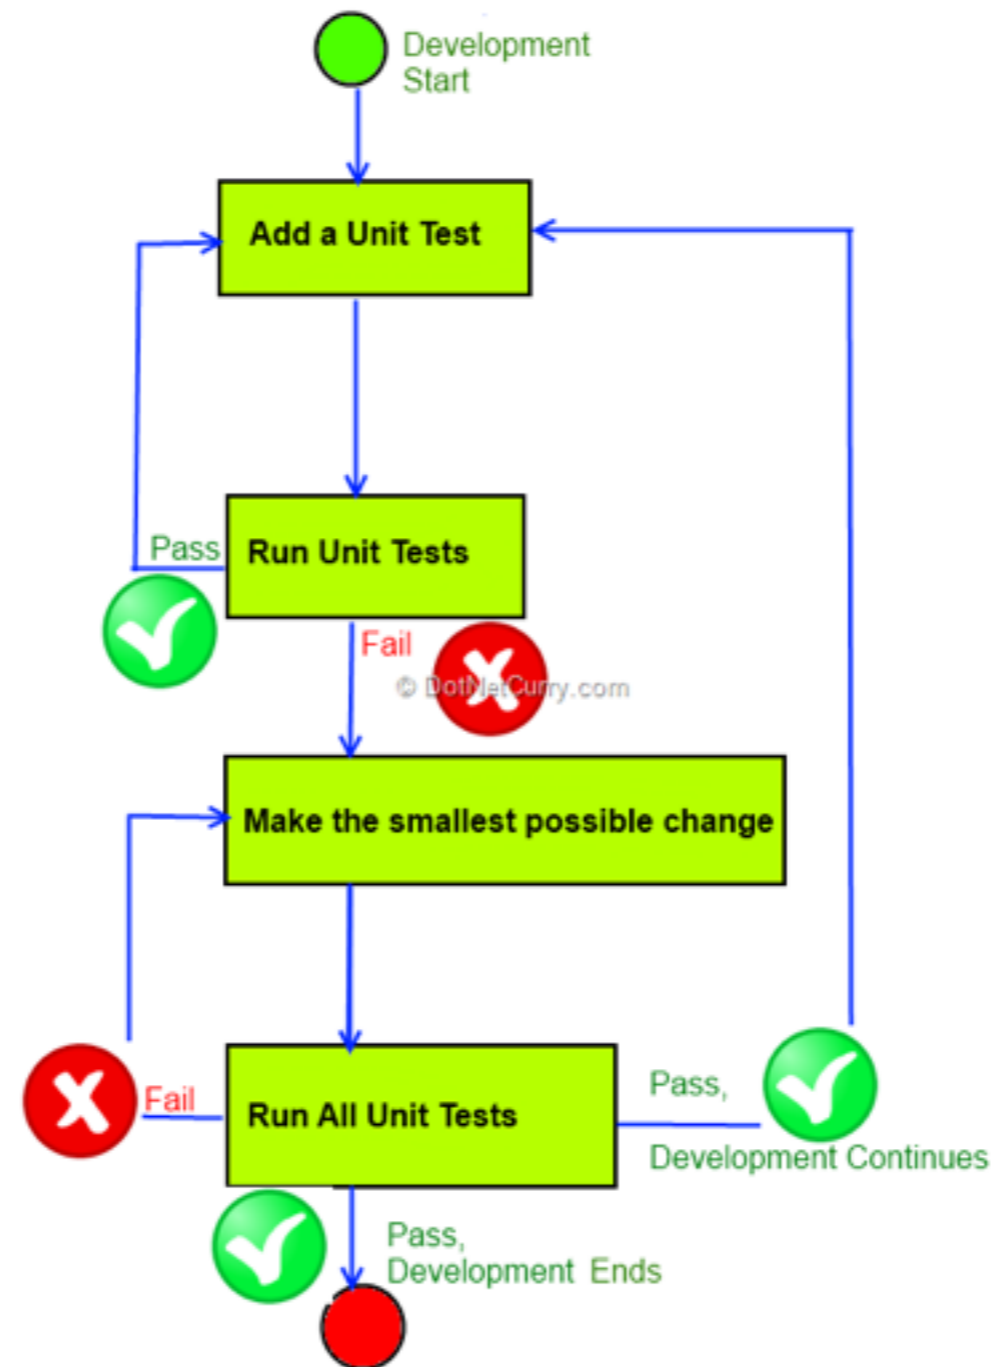 Development
Start
Add a Unit Test
Pass
Run Unit Tests
Fail
© DotNetCurry.com
Make the smallest possible change
Fail
Run All Unit Tests
Pass,
Development Continues
Pass,
Development Ends